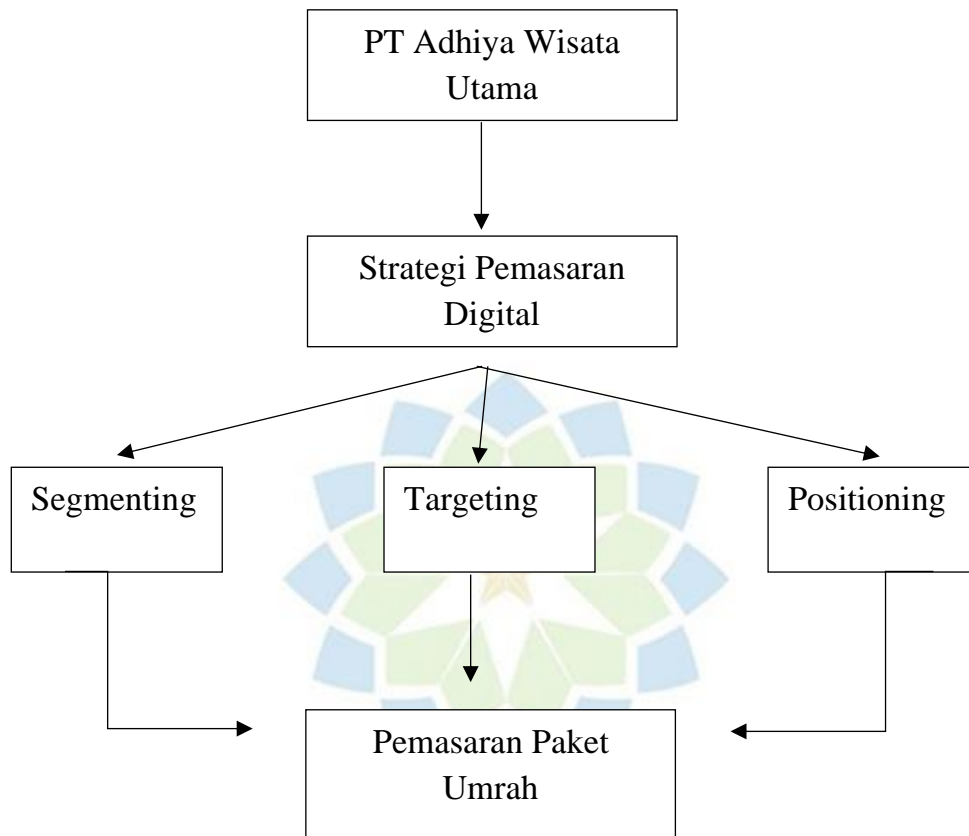 PT Adhiya Wisata
Utama
Strategi Pemasaran
Digital
Segmenting
Targeting
Positioning
Pemasaran Paket
Umrah